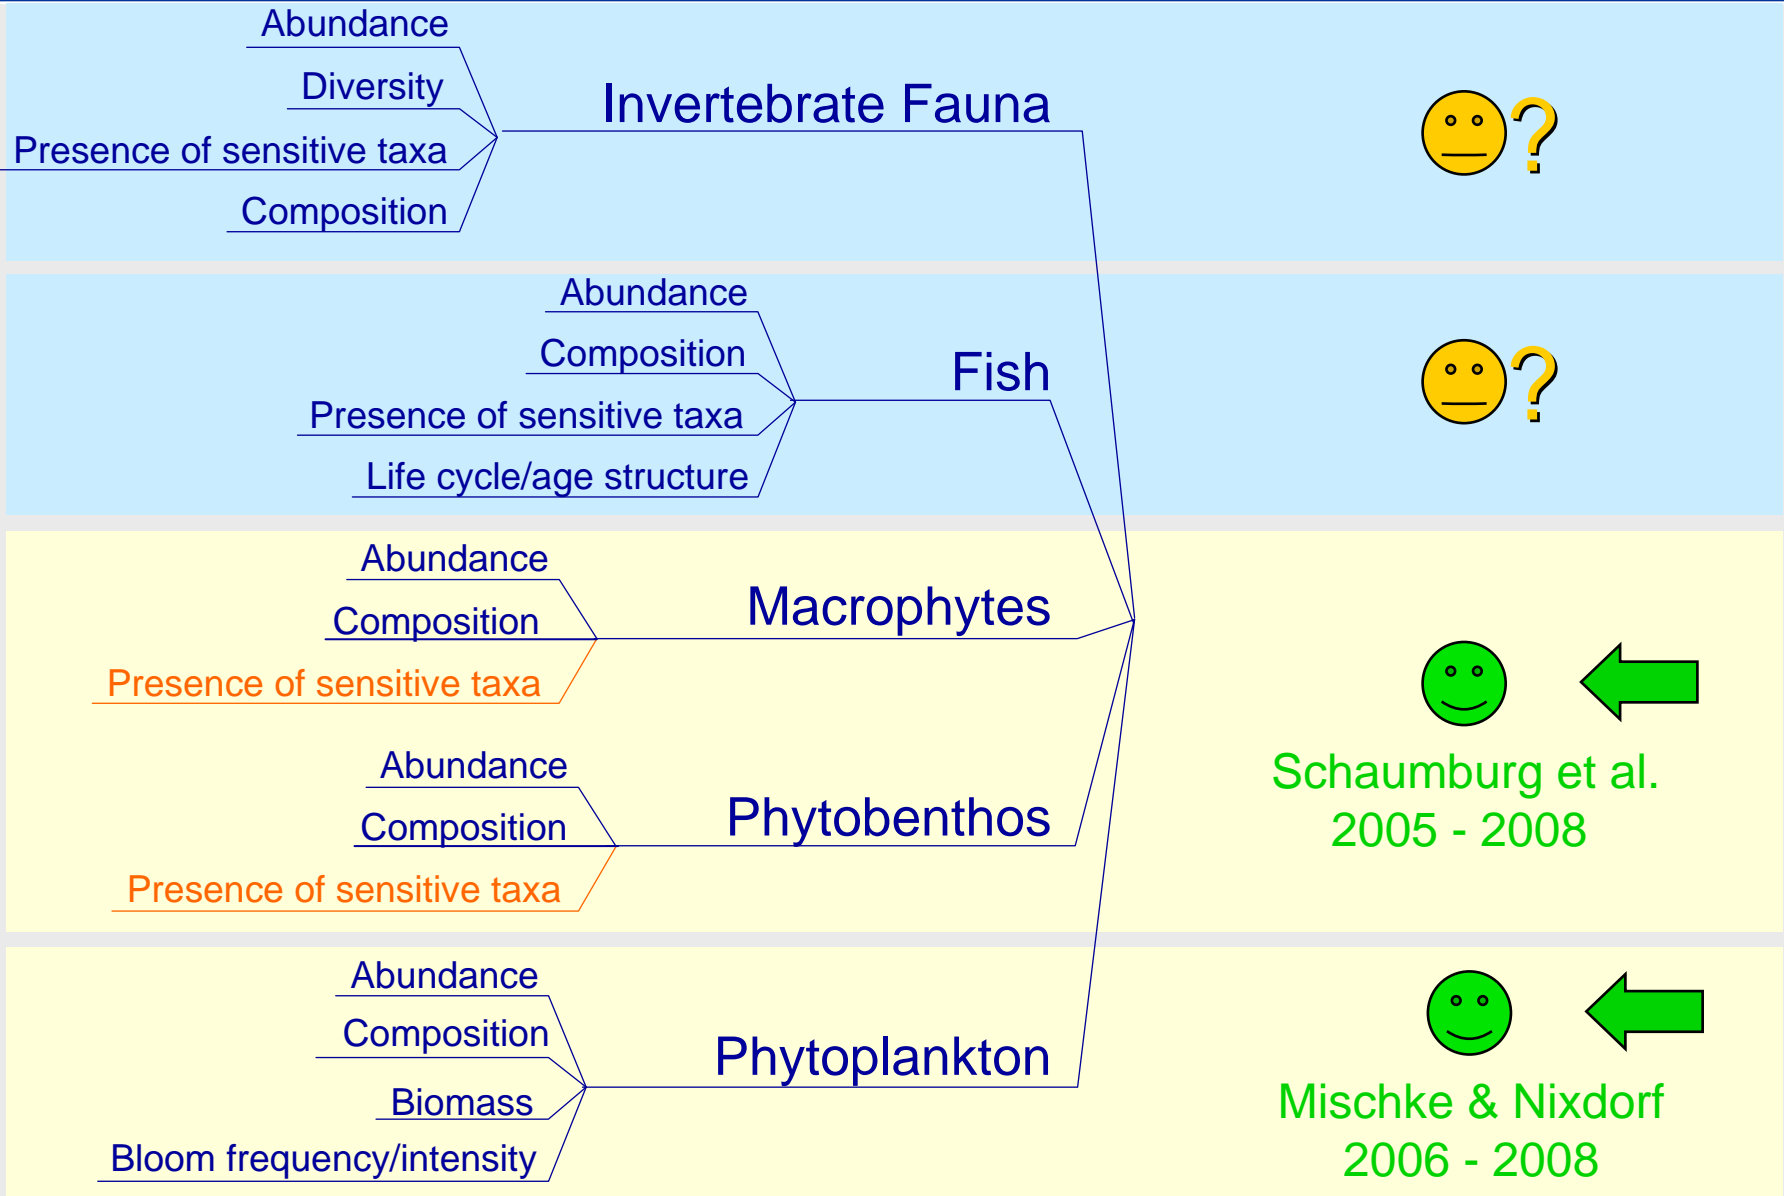 Abundance
Diversity
Presence of sensitive taxa
Composition
Invertebrate Fauna
?
Abundance
Composition
Presence of sensitive taxa
Life cycle/age structure
Fish
?
Abundance
Composition
Presence of sensitive taxa
Macrophytes
Abundance
Composition
Presence of sensitive taxa
Phytobenthos
Schaumburg et al.
2005 - 2008
Abundance
Composition
Biomass
Bloom frequency/intensity
Phytoplankton
Mischke & Nixdorf
2006 - 2008